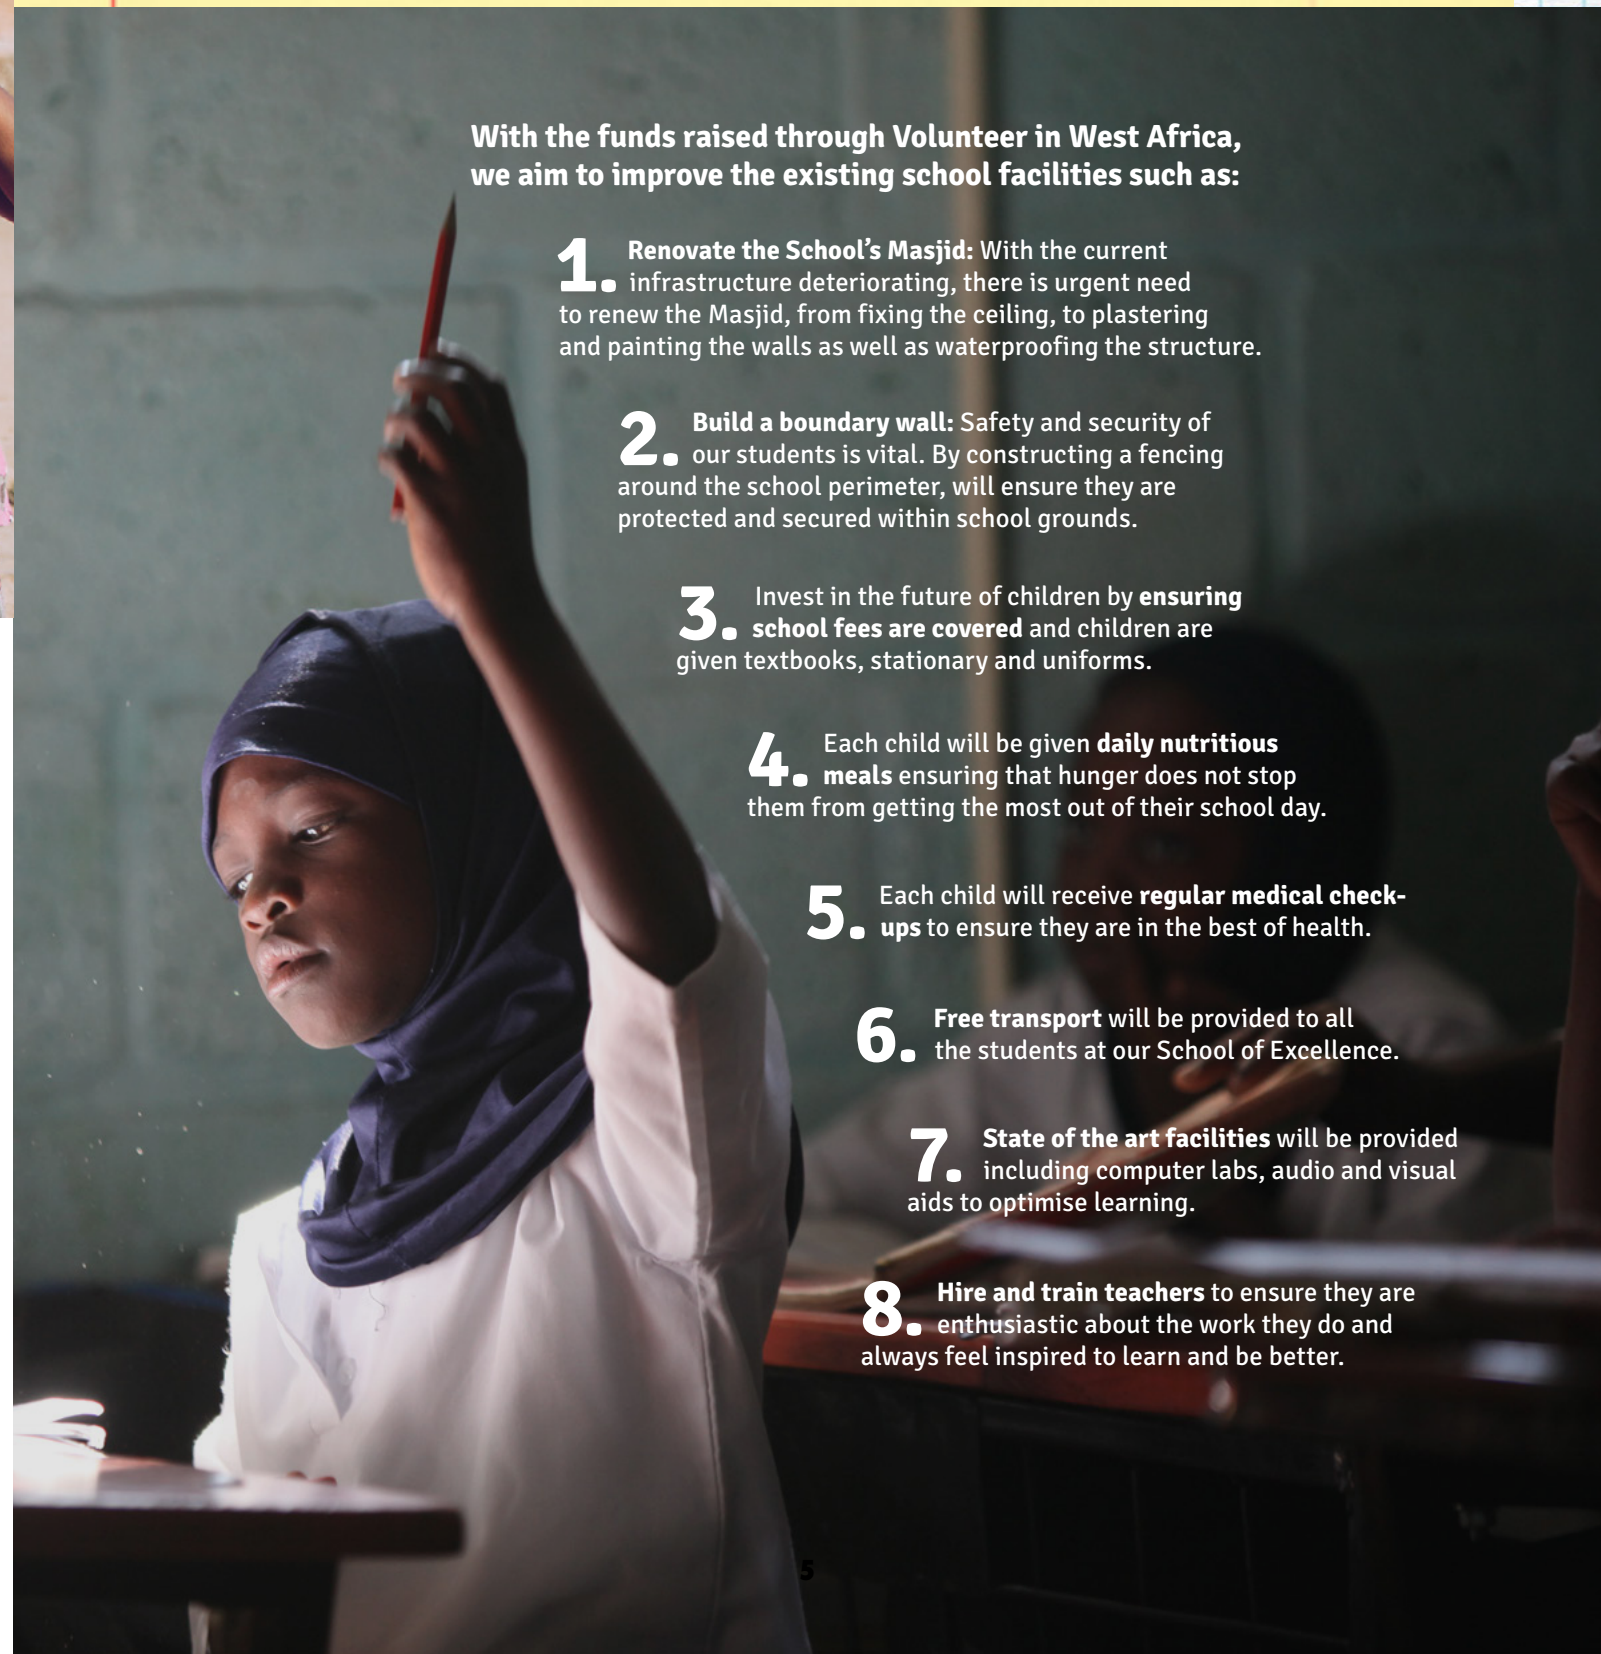 With the funds raised through Volunteer in West Africa,
we aim to improve the existing school facilities such as:
1. Renovate the School's Masjid: With the current
infrastructure deteriorating, there is urgent need
to renew the Masjid, from fixing the ceiling, to plastering
and painting the walls as well as waterproofing the structure.
2. Build a boundary wall: Safety and security of
our students is vital. By constructing a fencing
around the school perimeter, will ensure they are
protected and secured within school grounds.
3. Invest in the future of children by ensuring
school fees are covered and children are
given textbooks, stationary and uniforms.
4. Each child will be given daily nutritious
meals ensuring that hunger does not stop
them from getting the most out of their school day.
5. Each child will receive regular medical check-
ups to ensure they are in the best of health.
6. Free transport will be provided to all
the students at our School of Excellence.
7. State of the art facilities will be provided
including computer labs, audio and visual
aids to optimise learning.
8. Hire and train teachers to ensure they are
enthusiastic about the work they do and
always feel inspired to learn and be better.
5